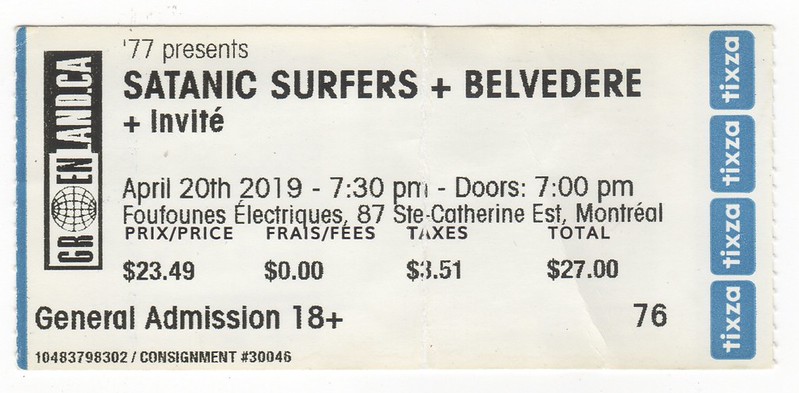 '77 presents
SATANIC SURFERS + BELVEDERE
+ Invité
April 20th 2019 - 7:30 pm - Doors: 7:00 pm
Foufounes Électriques, 87 Ste-Catherine Est, Montréal
PRIX/PRICE FRAIS/FEES TAXES TOTAL
$23.49 $0.00 $3.51 $27.00
General Admission 18+ 76
10483798302 / CONSIGNMENT #30046
GROENLAND.CA
tixza
tixza
tixza
tixza